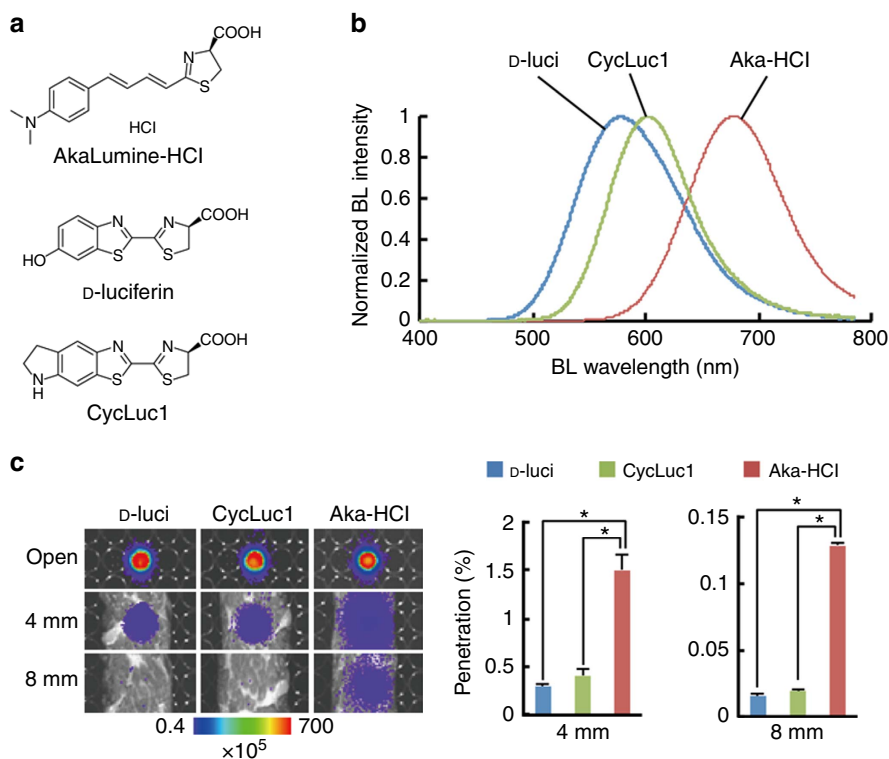 a
COOH
N
S
N
HCl
AkaLumine-HCl
N
S
N
S
COOH
HO
D-luciferin
N
S
N
S
COOH
N
H
CycLuc1
b
D-luci
CycLuc1
Aka-HCl
Normalized BL intensity
1
0.8
0.6
0.4
0.2
0
400
500
600
700
800
BL wavelength (nm)
c
D-luci
CycLuc1
Aka-HCl
Open
4 mm
8 mm
0.4
700
×10⁵
D-luci
CycLuc1
Aka-HCl
Penetration (%)
2
1.5
1
0.5
0
*
*
4 mm
0.15
0.1
0.05
0
*
*
8 mm